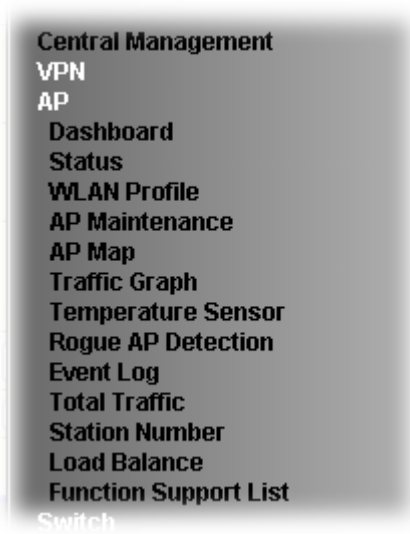 Central Management
VPN
AP
Dashboard
Status
WLAN Profile
AP Maintenance
AP Map
Traffic Graph
Temperature Sensor
Rogue AP Detection
Event Log
Total Traffic
Station Number
Load Balance
Function Support List
Switch